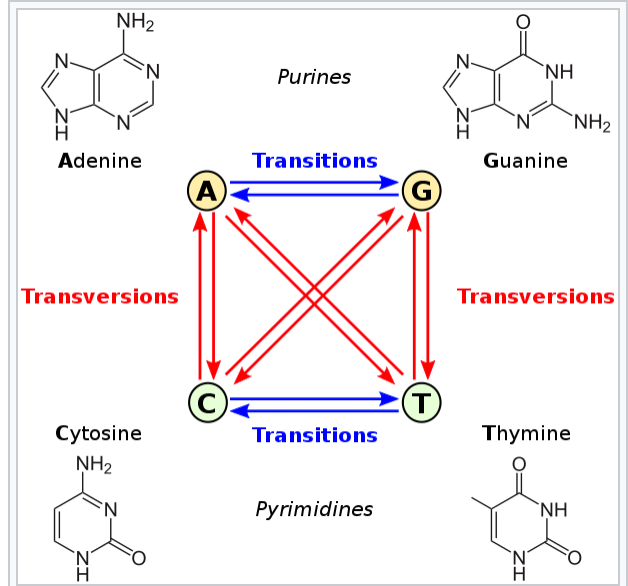 NH2
N
N
N
H
N
Adenine
Purines
O
N
NH
N
H
N
NH2
Guanine
Transitions
A
G
Transversions
Transversions
C
T
Transitions
Cytosine
Thymine
NH2
N
N
H
O
Pyrimidines
O
NH
N
H
O